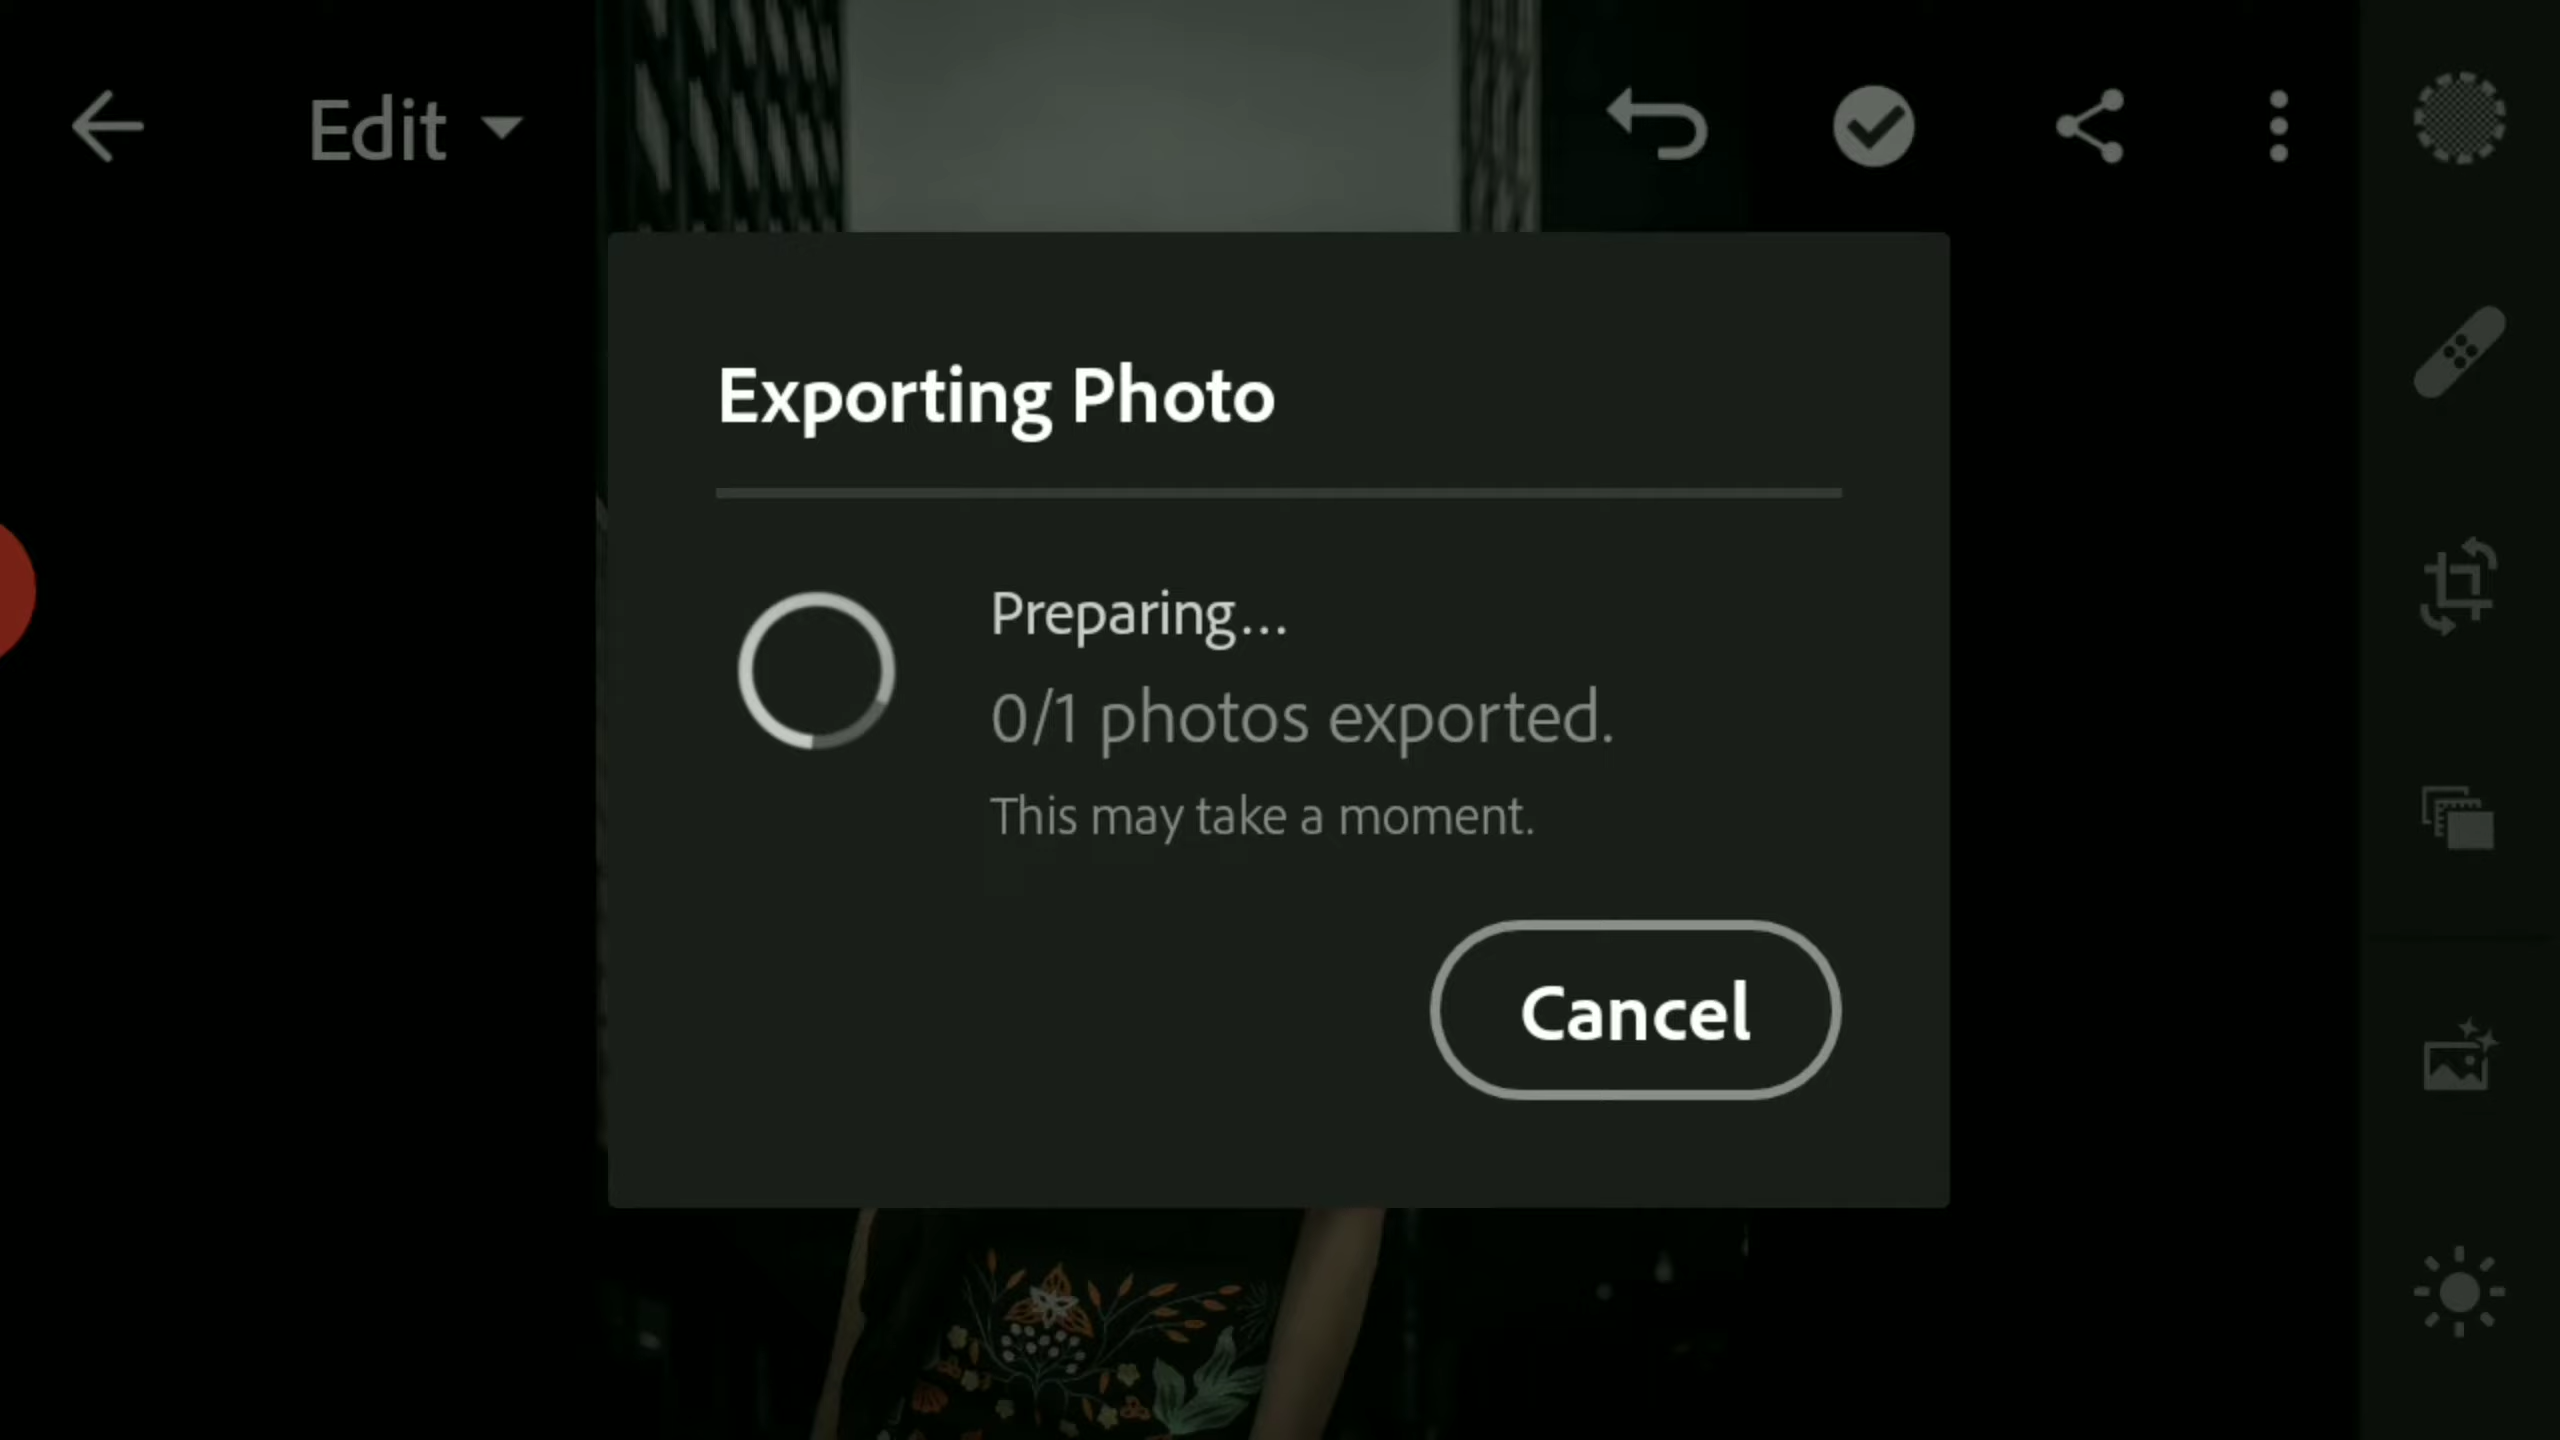 Edit
Exporting Photo
Preparing...
0/1 photos exported.
This may take a moment.
Cancel